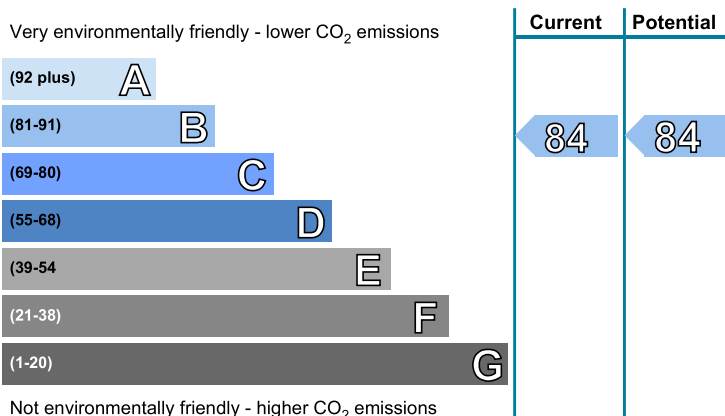 Very environmentally friendly - lower CO2 emissions
Current
Potential
(92 plus) A
(81-91) B
84
84
(69-80) C
(55-68) D
(39-54 E
(21-38) F
(1-20) G
Not environmentally friendly - higher CO2 emissions